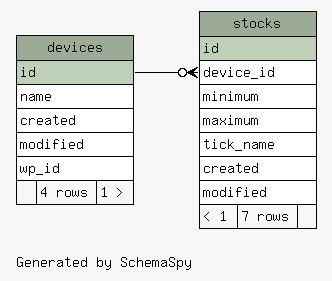 devices
id
name
created
modified
wp_id
4 rows 1 >
stocks
id
device_id
minimum
maximum
tick_name
created
modified
< 1 7 rows
Generated by SchemaSpy